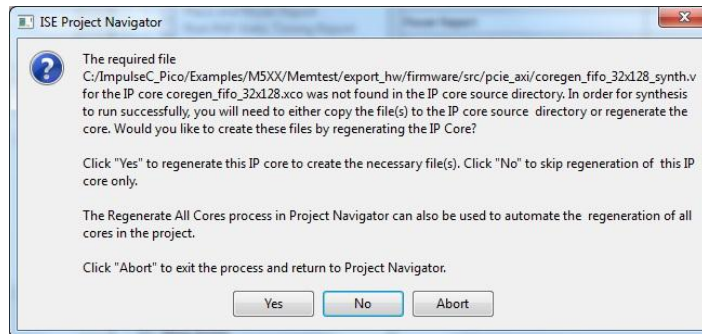 ISE Project Navigator
The required file
C:/ImpulseC_Pico/Examples/M5XX/Memtest/export_hw/firmware/src/pcie_axi/coregen_fifo_32x128_synth.v
for the IP core coregen_fifo_32x128.xco was not found in the IP core source directory. In order for synthesis
to run successfully, you will need to either copy the file(s) to the IP core source  directory or regenerate the
core. Would you like to create these files by regenerating the IP Core?
Click "Yes" to regenerate this IP core to create the necessary file(s). Click "No" to skip regeneration of  this IP
core only.
The Regenerate All Cores process in Project Navigator can also be used to automate the  regeneration of all
cores in the project.
Click "Abort" to exit the process and return to Project Navigator.
Yes No Abort